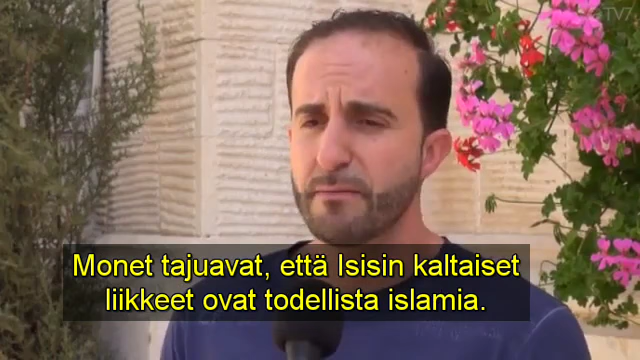 TV7
Monet tajuavat, että Isisin kaltaiset
liikkeet ovat todellista islamia.